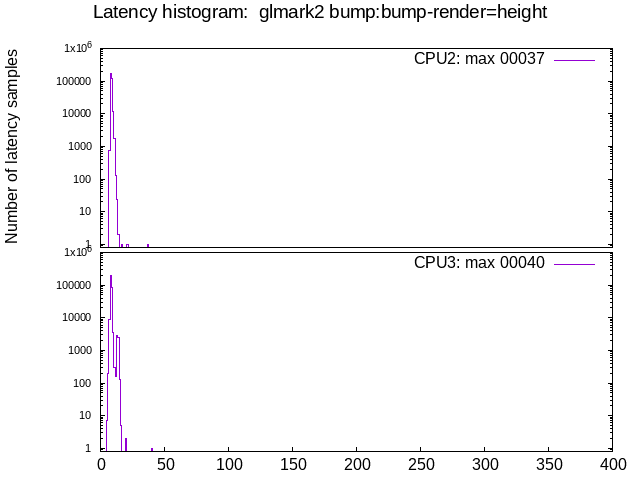 Latency histogram:  glmark2 bump:bump-render=height
Number of latency samples
1x10^6
100000
10000
1000
100
10
1
CPU2: max 00037
1x10^6
100000
10000
1000
100
10
1
CPU3: max 00040
0 50 100 150 200 250 300 350 400